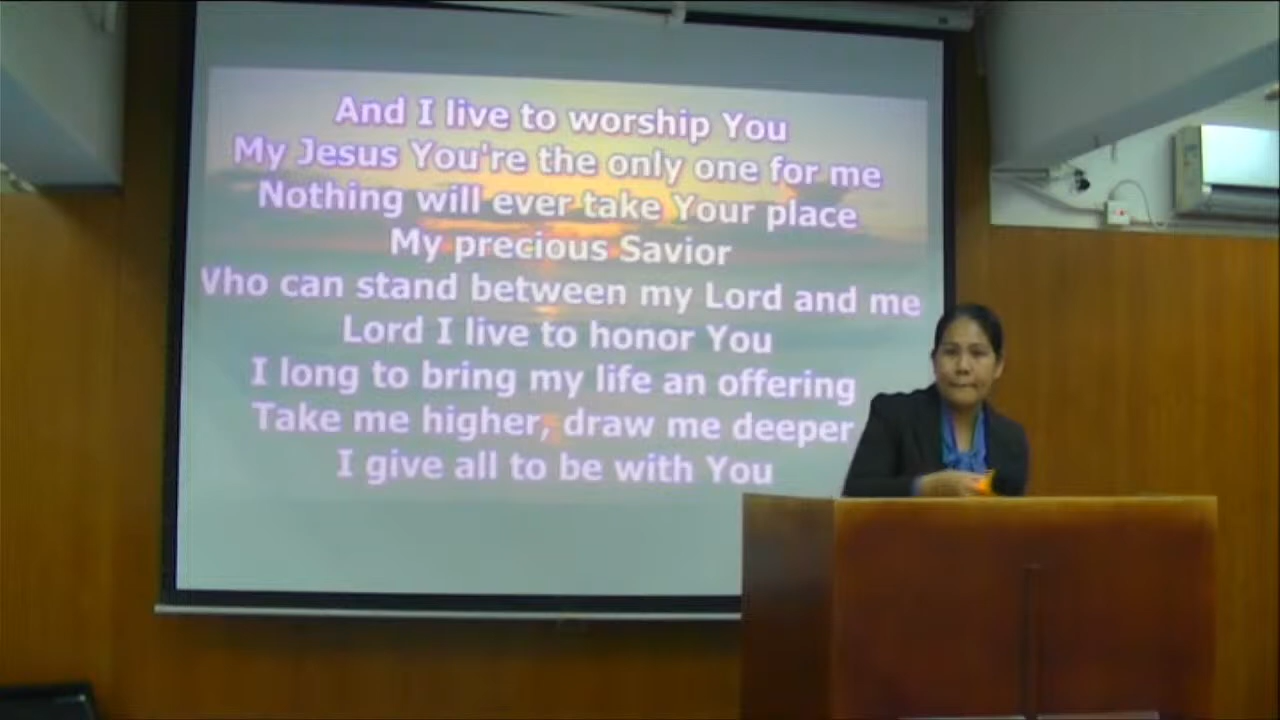 And I live to worship You
My Jesus You're the only one for me
Nothing will ever take Your place
My precious Savior
Who can stand between my Lord and me
Lord I live to honor You
I long to bring my life an offering
Take me higher, draw me deeper
I give all to be with You